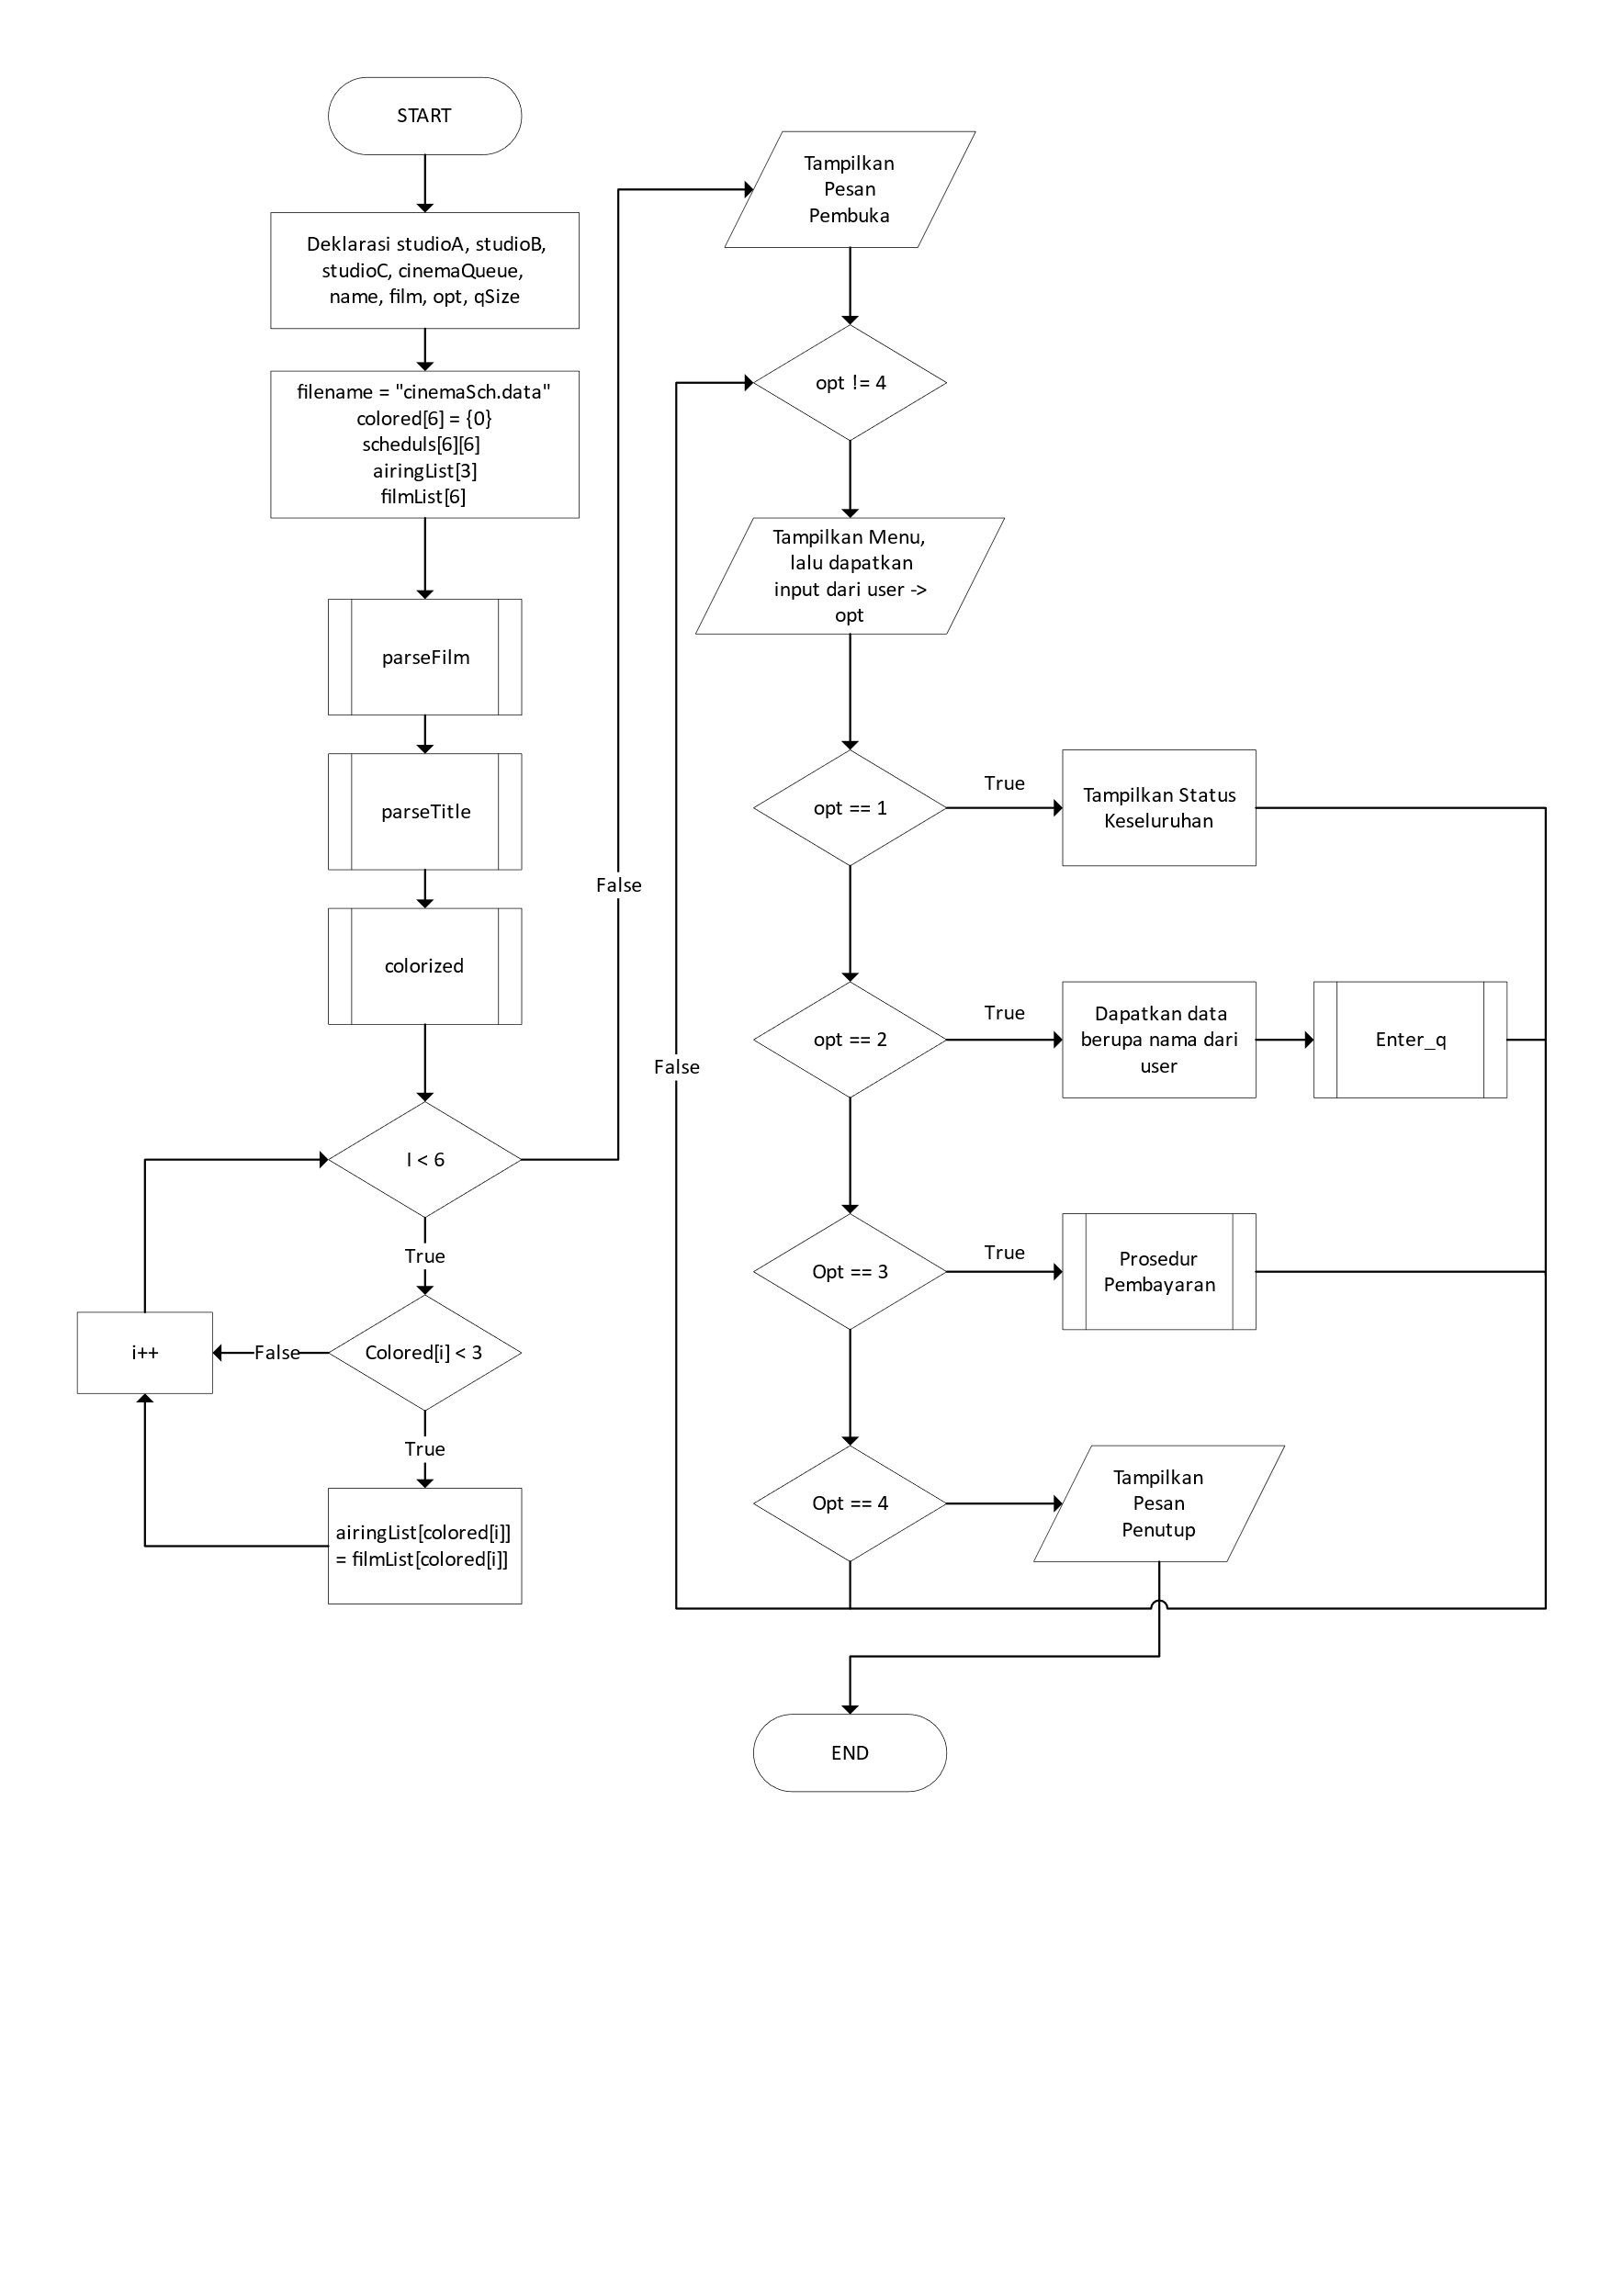 START
Deklarasi studioA, studioB,
studioC, cinemaQueue,
name, film, opt, qSize
filename = "cinemaSch.data"
colored[6] = {0}
scheduls[6][6]
airingList[3]
filmList[6]
parseFilm
parseTitle
colorized
I < 6
True
Colored[i] < 3
False
i++
True
airingList[colored[i]]
= filmList[colored[i]]
False
Tampilkan
Pesan
Pembuka
opt != 4
Tampilkan Menu,
lalu dapatkan
input dari user ->
opt
opt == 1
True
Tampilkan Status
Keseluruhan
opt == 2
True
Dapatkan data
berupa nama dari
user
Enter_q
False
Opt == 3
True
Prosedur
Pembayaran
Opt == 4
Tampilkan
Pesan
Penutup
END